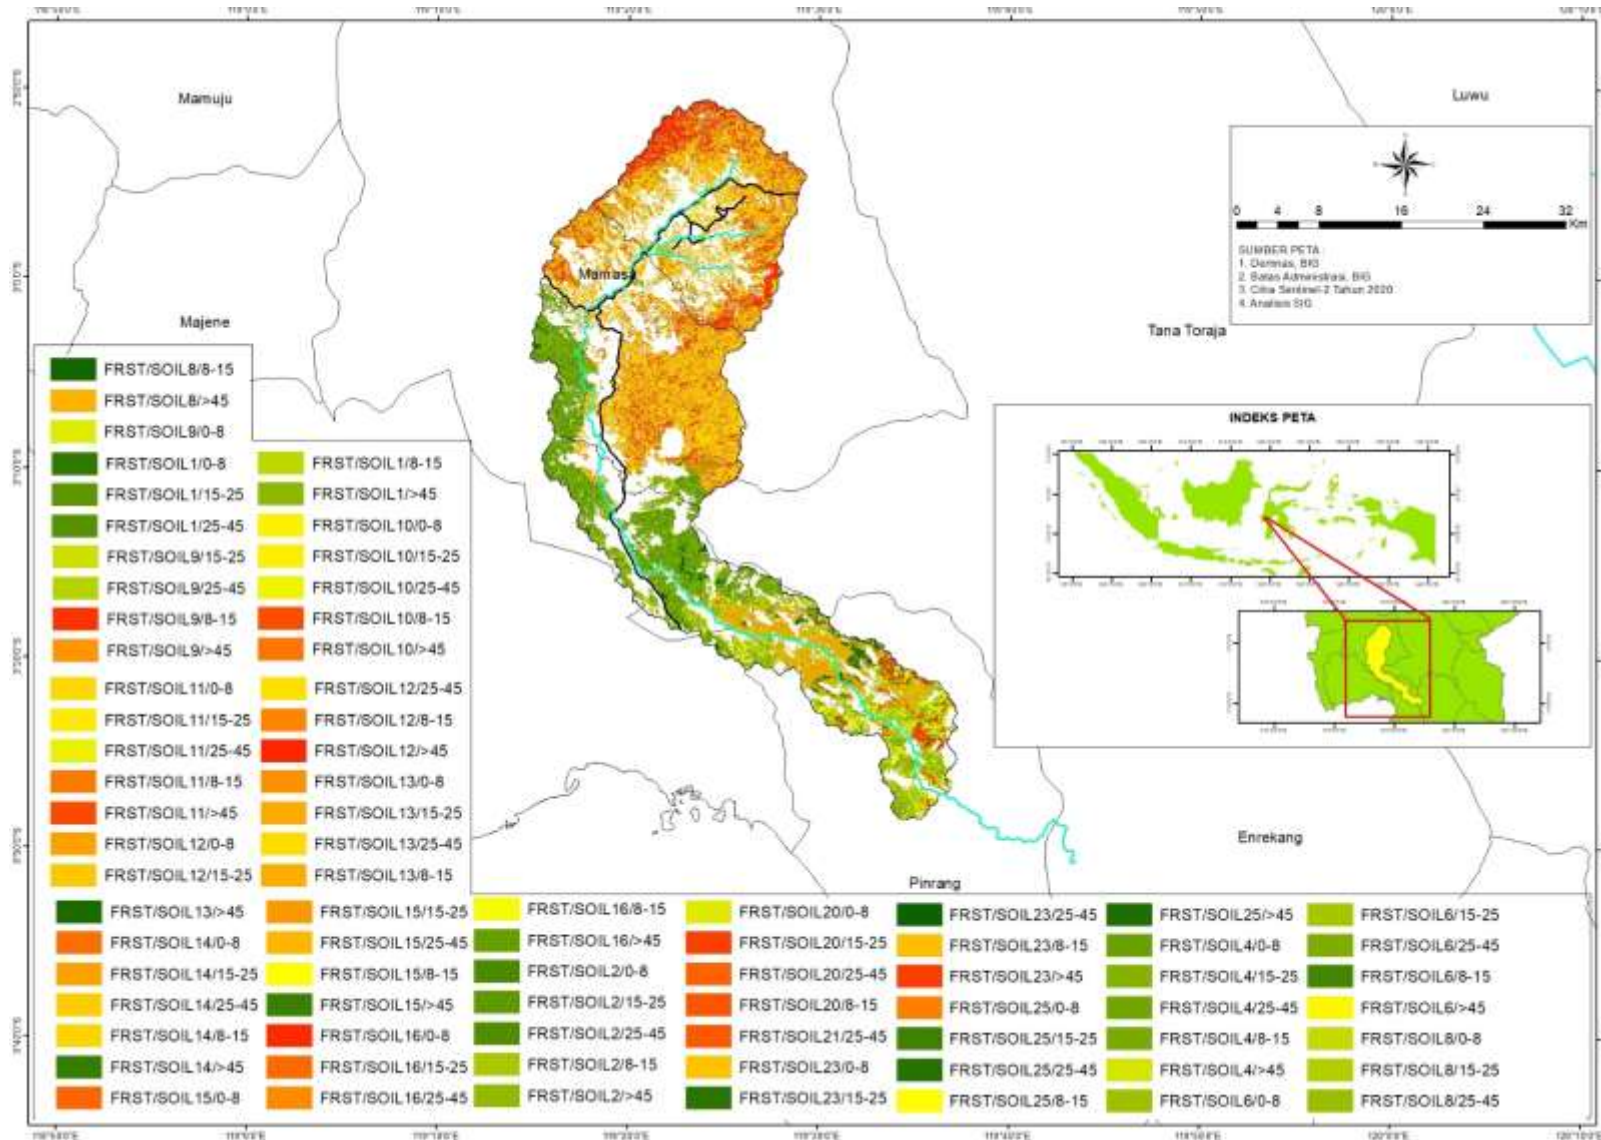 Mamuju
Luwu
0 4 8 16 24 32
Km
SUMBER PETA :
1. Demnas, BIG
2. Batas Administrasi, BIG
3. Citra Sentinel-2 Tahun 2020
4. Analisis SIG
Mamasa
Majene
Tana Toraja
INDEKS PETA
Enrekang
Pinrang
FRST/SOIL8/8-15
FRST/SOIL8/>45
FRST/SOIL9/0-8
FRST/SOIL1/0-8
FRST/SOIL1/15-25
FRST/SOIL1/25-45
FRST/SOIL9/15-25
FRST/SOIL9/25-45
FRST/SOIL9/8-15
FRST/SOIL9/>45
FRST/SOIL11/0-8
FRST/SOIL11/15-25
FRST/SOIL11/25-45
FRST/SOIL11/8-15
FRST/SOIL11/>45
FRST/SOIL12/0-8
FRST/SOIL12/15-25
FRST/SOIL1/8-15
FRST/SOIL1/>45
FRST/SOIL10/0-8
FRST/SOIL10/15-25
FRST/SOIL10/25-45
FRST/SOIL10/8-15
FRST/SOIL10/>45
FRST/SOIL12/25-45
FRST/SOIL12/8-15
FRST/SOIL12/>45
FRST/SOIL13/0-8
FRST/SOIL13/15-25
FRST/SOIL13/25-45
FRST/SOIL13/8-15
FRST/SOIL13/>45
FRST/SOIL14/0-8
FRST/SOIL14/15-25
FRST/SOIL14/25-45
FRST/SOIL14/8-15
FRST/SOIL14/>45
FRST/SOIL15/0-8
FRST/SOIL15/15-25
FRST/SOIL15/25-45
FRST/SOIL15/8-15
FRST/SOIL15/>45
FRST/SOIL16/0-8
FRST/SOIL16/15-25
FRST/SOIL16/25-45
FRST/SOIL16/8-15
FRST/SOIL16/>45
FRST/SOIL2/0-8
FRST/SOIL2/15-25
FRST/SOIL2/25-45
FRST/SOIL2/8-15
FRST/SOIL2/>45
FRST/SOIL20/0-8
FRST/SOIL20/15-25
FRST/SOIL20/25-45
FRST/SOIL20/8-15
FRST/SOIL21/25-45
FRST/SOIL23/0-8
FRST/SOIL23/15-25
FRST/SOIL23/25-45
FRST/SOIL23/8-15
FRST/SOIL23/>45
FRST/SOIL25/0-8
FRST/SOIL25/15-25
FRST/SOIL25/25-45
FRST/SOIL25/8-15
FRST/SOIL25/>45
FRST/SOIL4/0-8
FRST/SOIL4/15-25
FRST/SOIL4/25-45
FRST/SOIL4/8-15
FRST/SOIL4/>45
FRST/SOIL6/0-8
FRST/SOIL6/15-25
FRST/SOIL6/25-45
FRST/SOIL6/8-15
FRST/SOIL6/>45
FRST/SOIL8/0-8
FRST/SOIL8/15-25
FRST/SOIL8/25-45